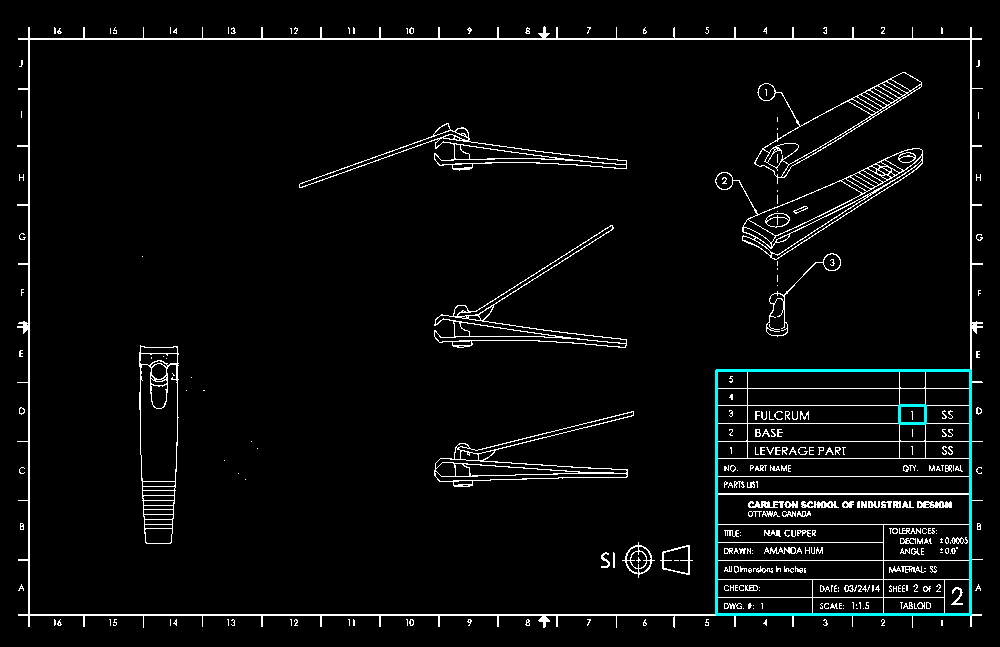 16 15 14 13 12 11 10 9 8 7 6 5 4 3 2 1
J J
I I
H H
G G
F F
E E
D D
C C
B B
A A
1
2
3
SI
5
4
3 FULCRUM 1 SS
2 BASE 1 SS
1 LEVERAGE PART 1 SS
NO. PART NAME QTY. MATERIAL
PARTS LIST
CARLETON SCHOOL OF INDUSTRIAL DESIGN
OTTAWA, CANADA
TITLE: NAIL CLIPPER
DRAWN: AMANDA HUM
TOLERANCES:
DECIMAL ±0.0005
ANGLE ±0.0°
All Dimensions in Inches
MATERIAL: SS
CHECKED: DATE: 03/24/14 SHEET 2 OF 2
DWG. #: 1 SCALE: 1:1.5 TABLOID 2
16 15 14 13 12 11 10 9 8 7 6 5 4 3 2 1